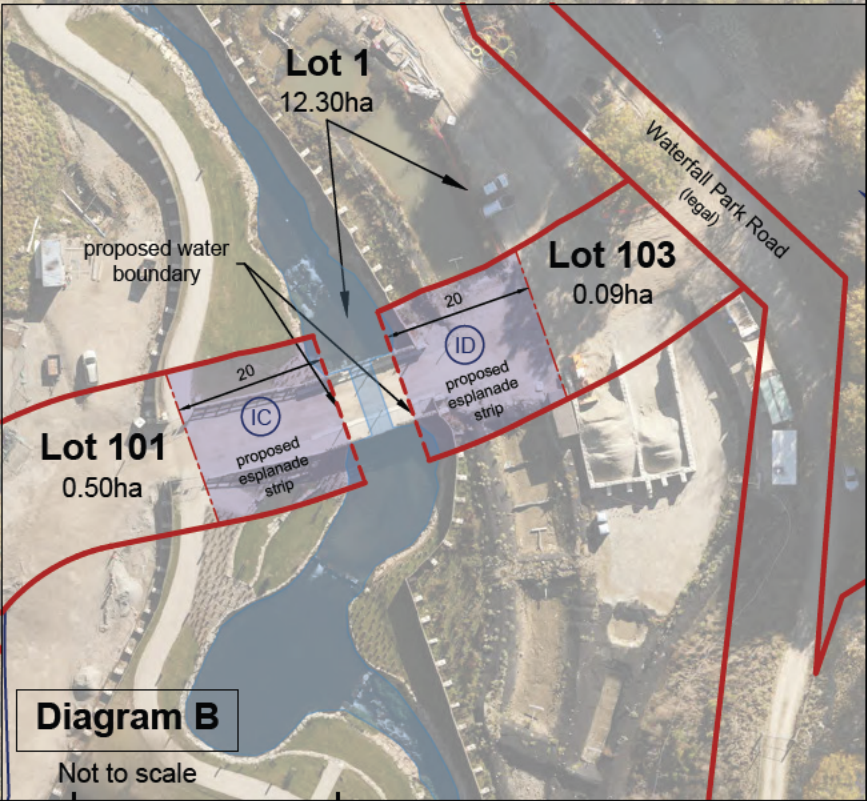 Lot 1
12.30ha
Waterfall Park Road
(legal)
proposed water
boundary
Lot 103
0.09ha
20
ID
proposed
esplanade
strip
20
IC
proposed
esplanade
strip
Lot 101
0.50ha
Diagram B
Not to scale